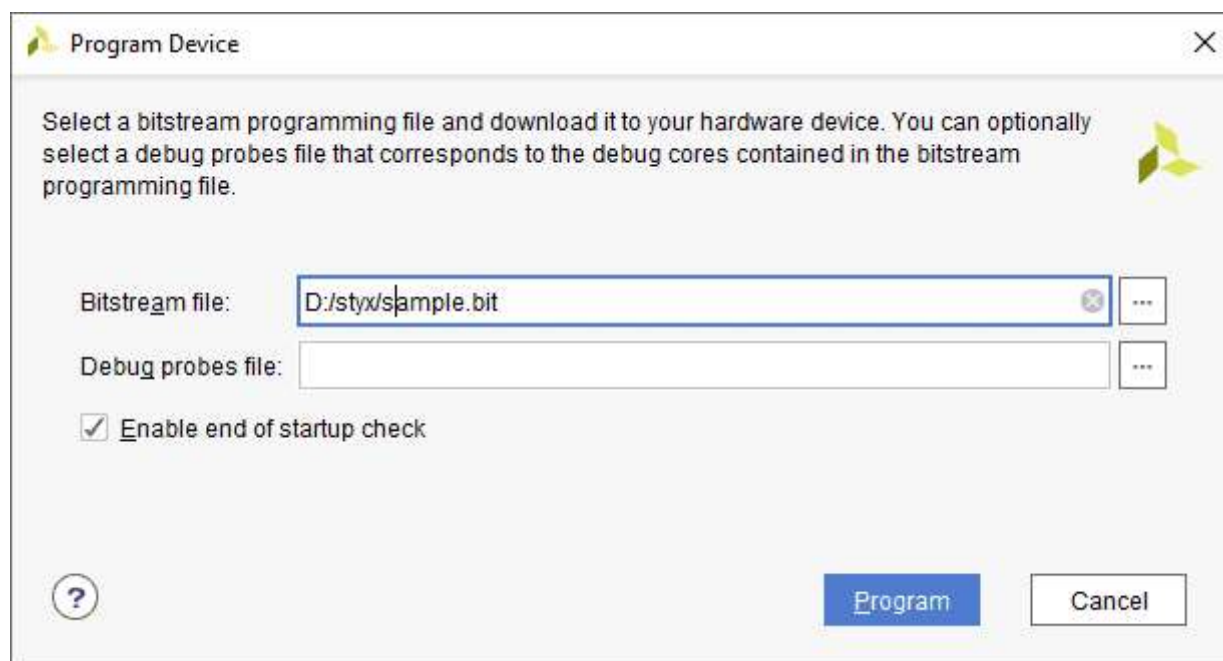 Program Device
Select a bitstream programming file and download it to your hardware device. You can optionally
select a debug probes file that corresponds to the debug cores contained in the bitstream
programming file.
Bitstream file: D:/styx/sample.bit ...
Debug probes file: ...
Enable end of startup check
? Program Cancel